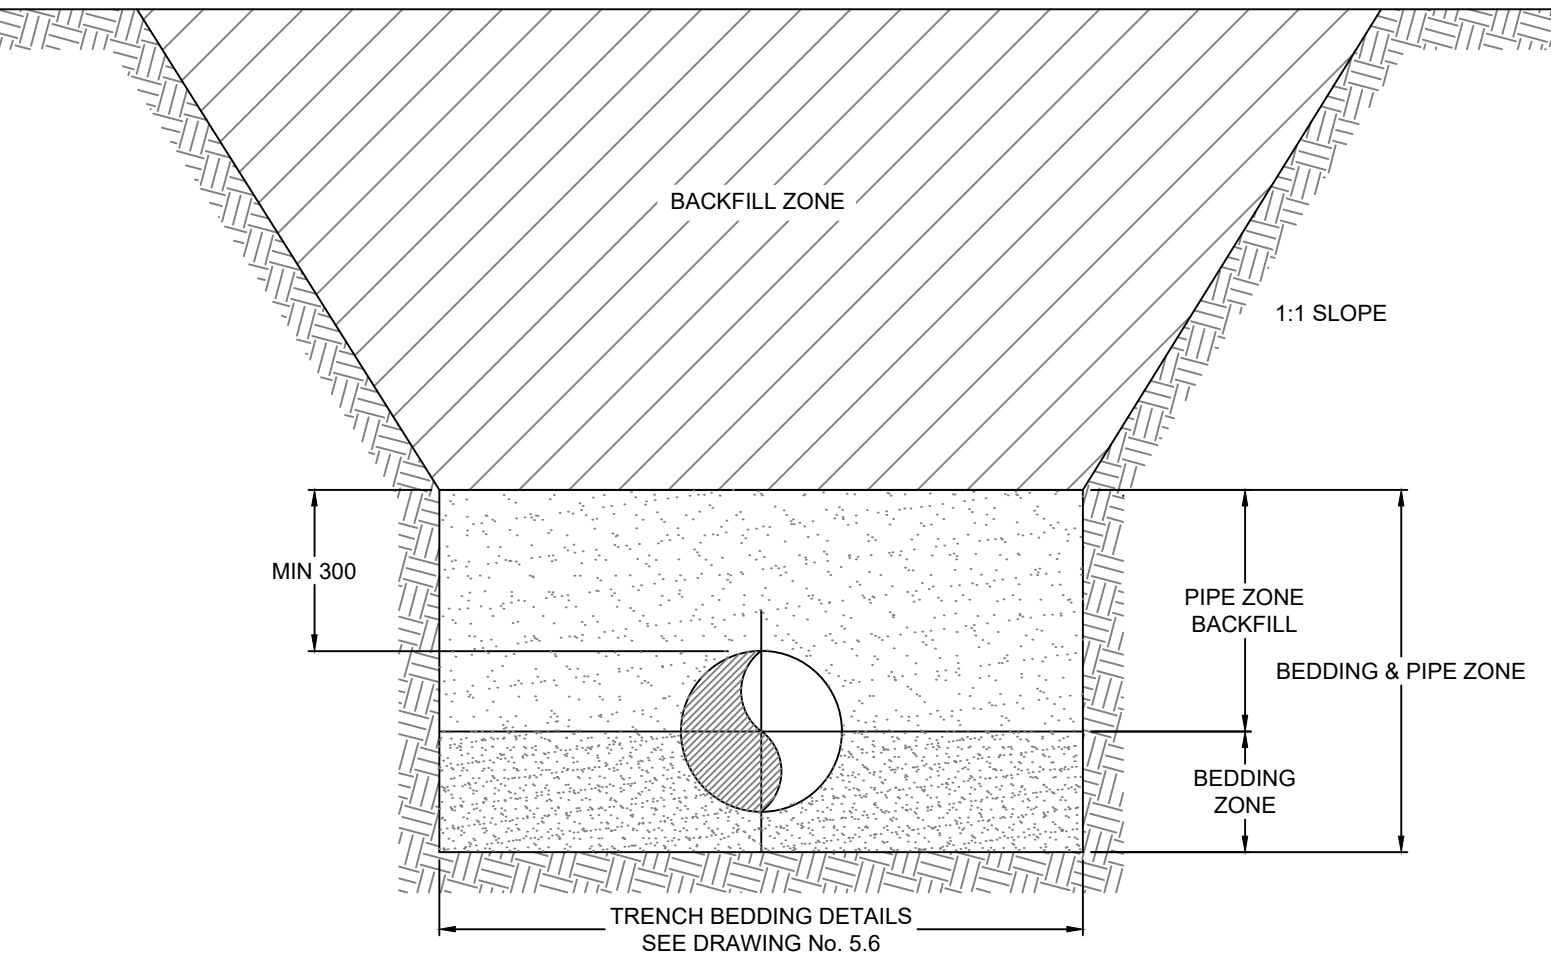 BACKFILL ZONE
1:1 SLOPE
MIN 300
PIPE ZONE
BACKFILL
BEDDING & PIPE ZONE
BEDDING
ZONE
TRENCH BEDDING DETAILS
SEE DRAWING No. 5.6